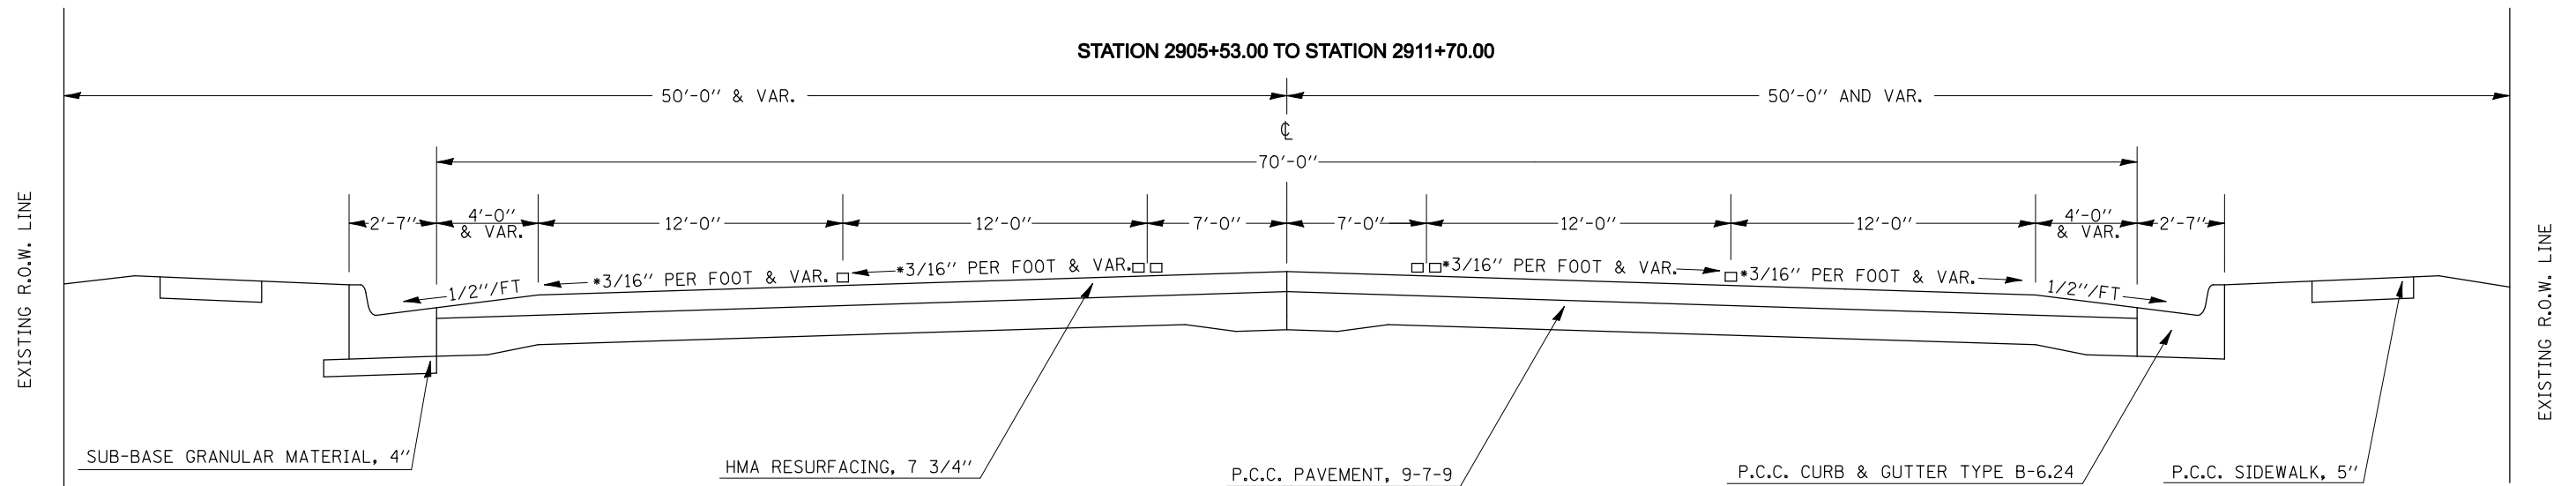 STATION 2905+53.00 TO STATION 2911+70.00
50'-0" & VAR.
50'-0" AND VAR.
℄
70'-0"
2'-7"
4'-0"
& VAR.
12'-0"
12'-0"
7'-0"
7'-0"
12'-0"
12'-0"
4'-0"
& VAR.
2'-7"
EXISTING R.O.W. LINE
EXISTING R.O.W. LINE
1/2"/FT
*3/16" PER FOOT & VAR.
*3/16" PER FOOT & VAR.
*3/16" PER FOOT & VAR.
*3/16" PER FOOT & VAR.
1/2"/FT
SUB-BASE GRANULAR MATERIAL, 4"
HMA RESURFACING, 7 3/4"
P.C.C. PAVEMENT, 9-7-9
P.C.C. CURB & GUTTER TYPE B-6.24
P.C.C. SIDEWALK, 5"